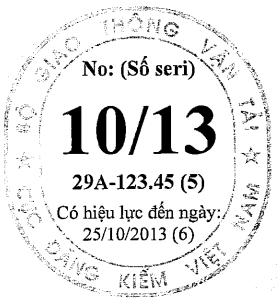 BỘ GIAO THÔNG VẬN TẢI
No: (Số seri)
10/13
29A-123.45 (5)
Có hiệu lực đến ngày:
25/10/2013 (6)
CỤC ĐĂNG KIỂM VIỆT NAM